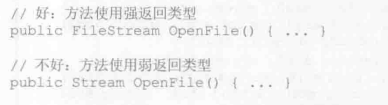 // 好：方法使用强返回类型
public FileStream OpenFile() { ... }
// 不好：方法使用弱返回类型
public Stream OpenFile() { ... }